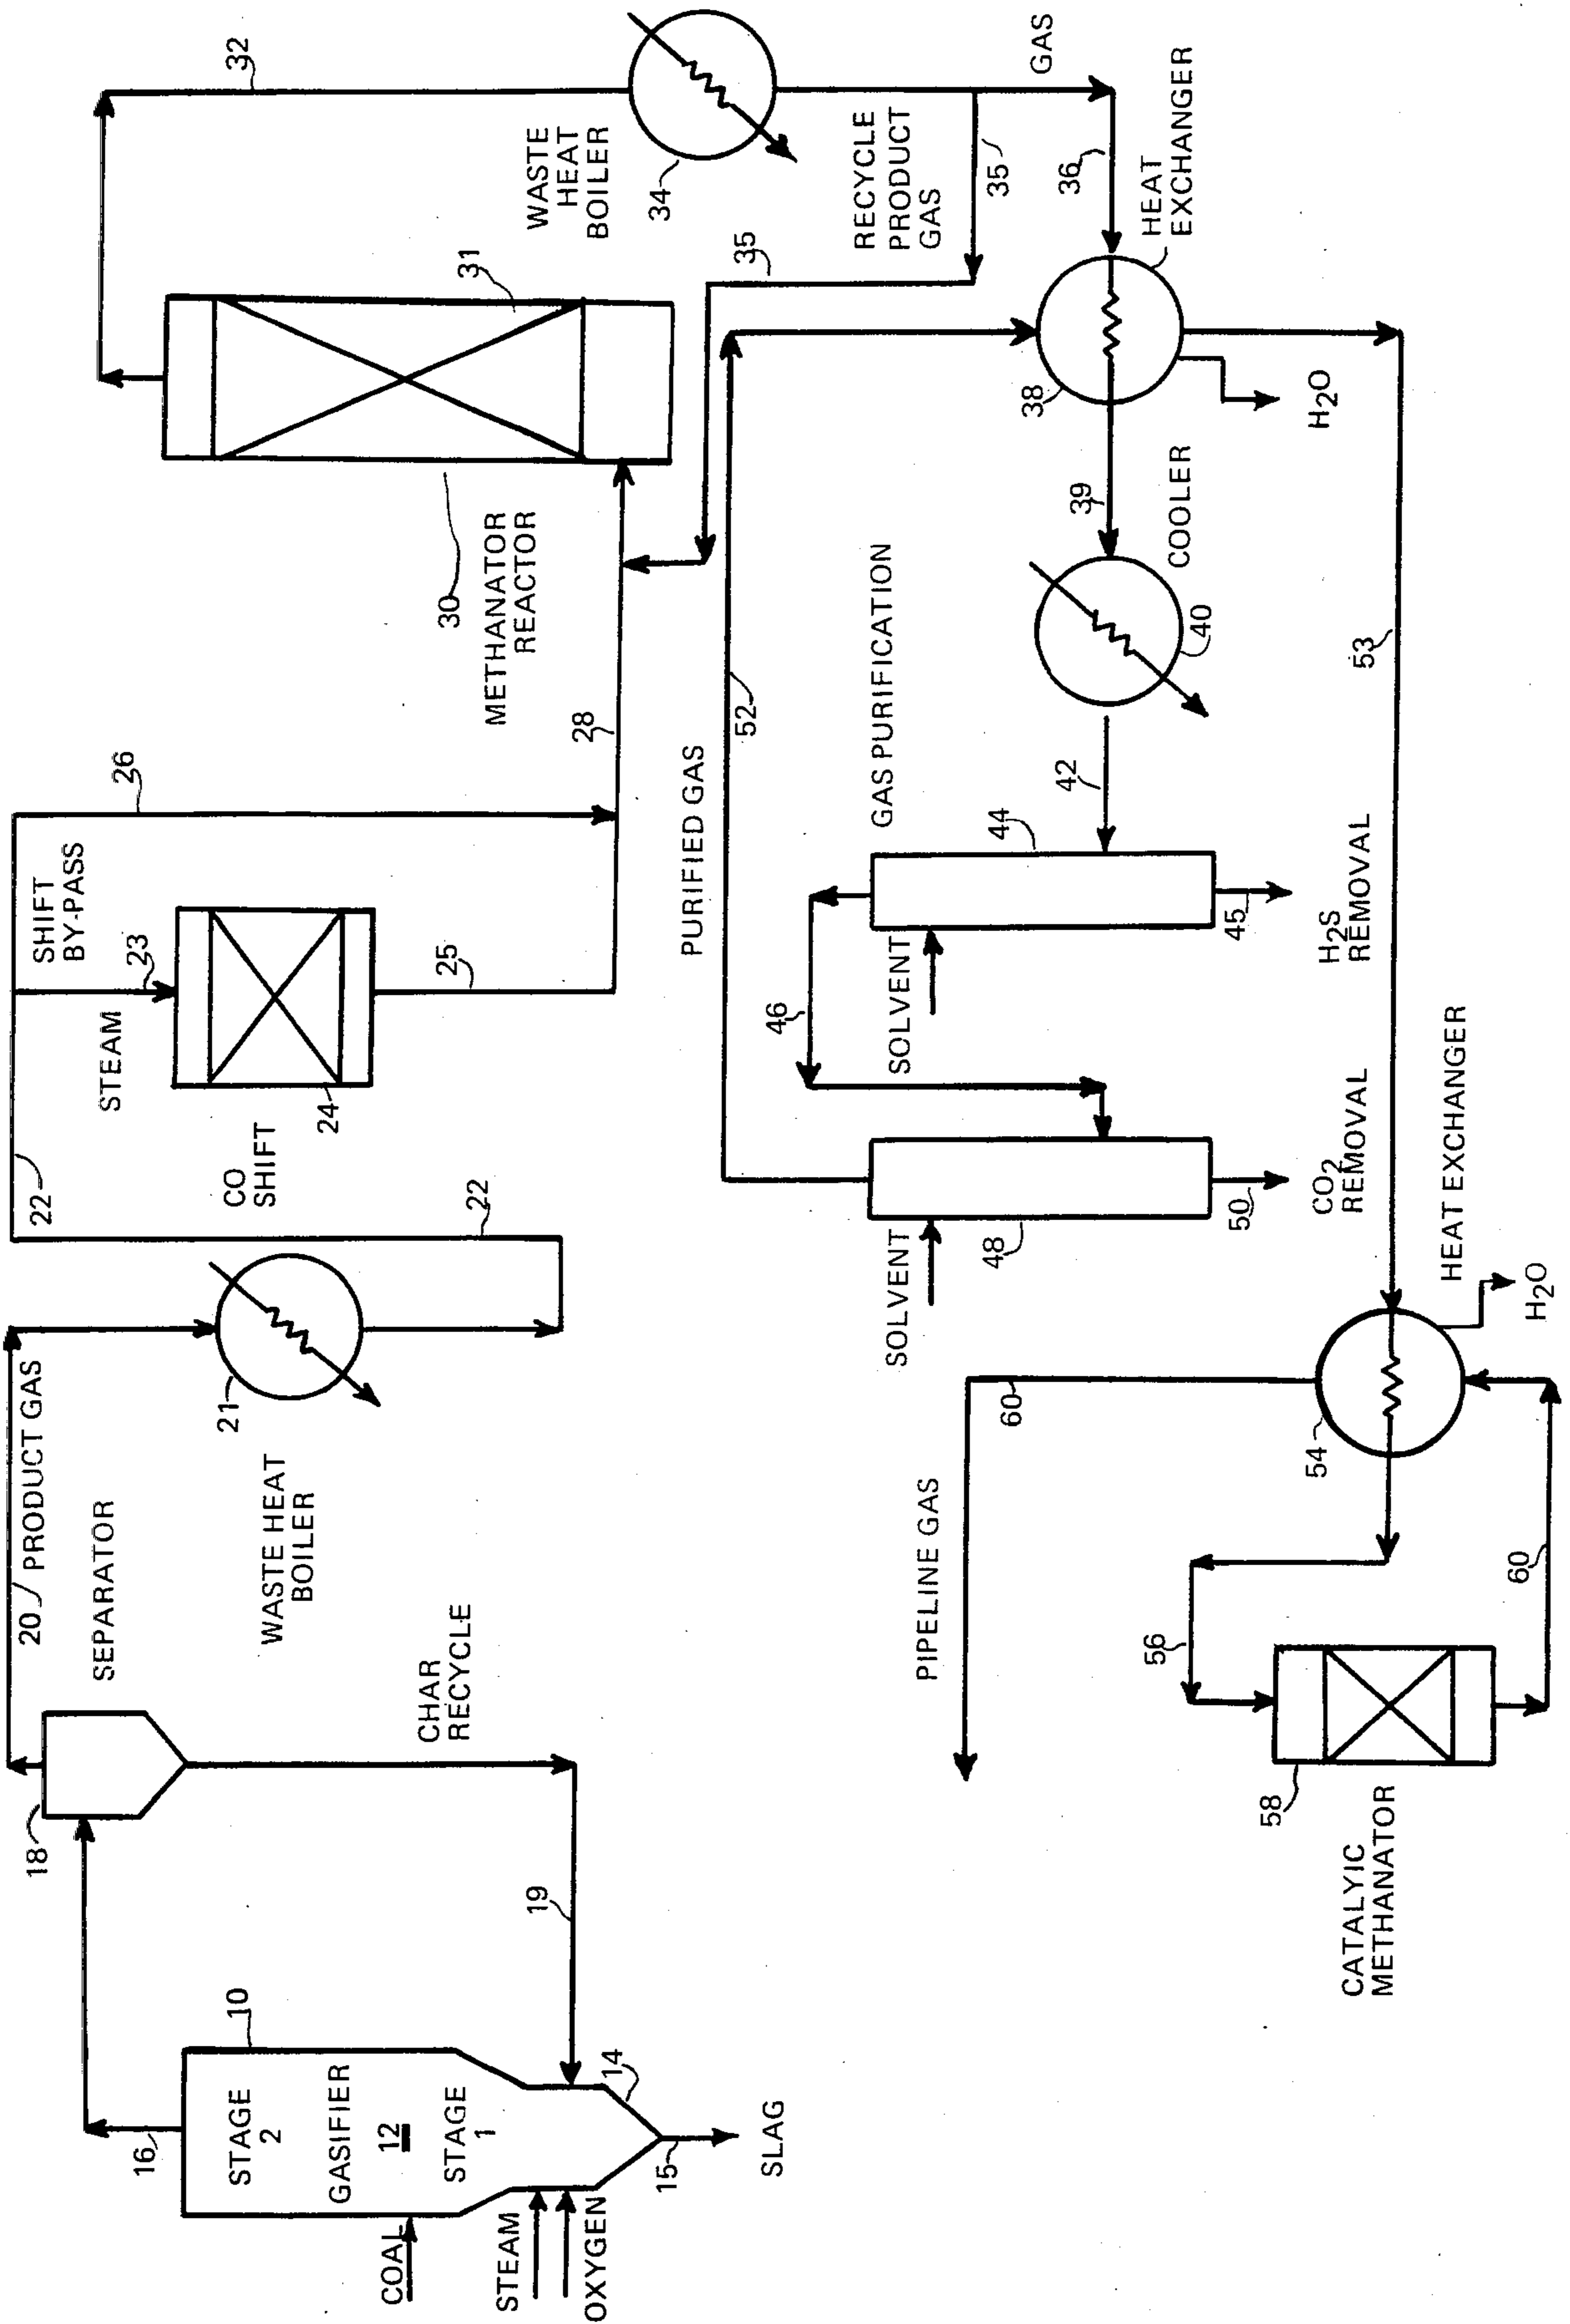 32
WASTE
HEAT
BOILER
34
GAS
RECYCLE
PRODUCT
GAS
35
36
HEAT
EXCHANGER
31
35
38
H2O
30
METHANATOR
REACTOR
39
COOLER
40
26
28
SHIFT
BY-PASS
23
STEAM
25
24
CO
SHIFT
22
22
PURIFIED GAS
52
GAS PURIFICATION
42
44
53
46
SOLVENT
45
H2S
REMOVAL
SOLVENT
48
50
CO2
REMOVAL
HEAT EXCHANGER
H2O
20 PRODUCT GAS
21
WASTE HEAT
BOILER
SEPARATOR
18
CHAR
RECYCLE
19
PIPELINE GAS
60
54
56
60
58
CATALYIC
METHANATOR
10
16
STAGE
2
GASIFIER
12
STAGE
1
14
15
SLAG
COAL
STEAM
OXYGEN